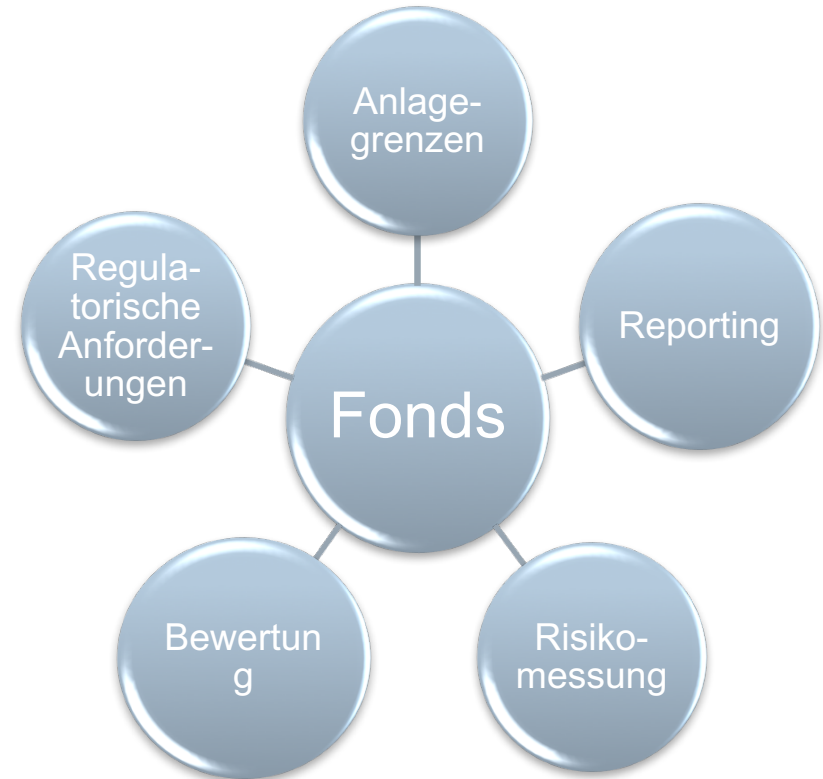 Anlage-
grenzen
Regula-
torische
Anforder-
ungen
Reporting
Fonds
Bewertun
g
Risiko-
messung